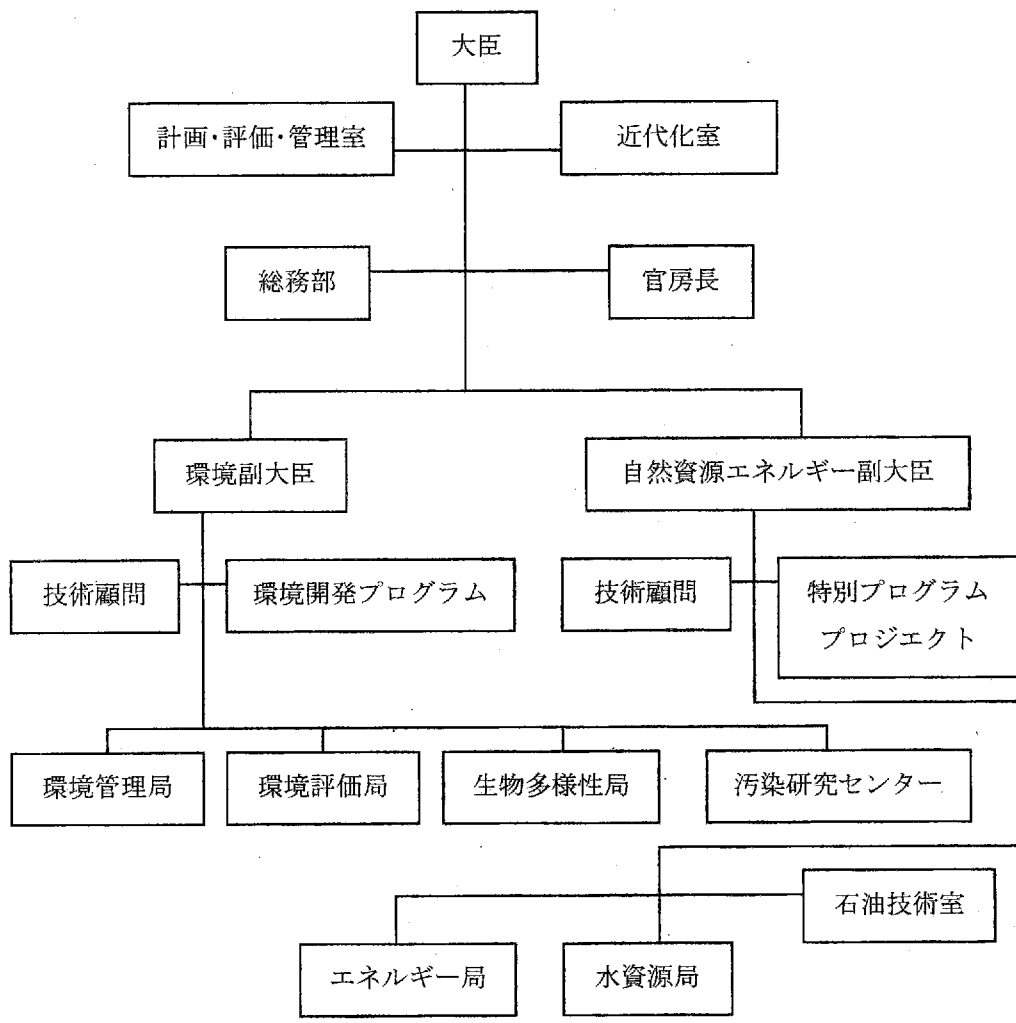 大臣
計画・評価・管理室
近代化室
総務部
官房長
環境副大臣
自然資源エネルギー副大臣
技術顧問
環境開発プログラム
技術顧問
特別プログラム
プロジエクト
環境管理局
環境評価局
生物多様性局
汚染研究センター
石油技術室
エネルギー局
水資源局